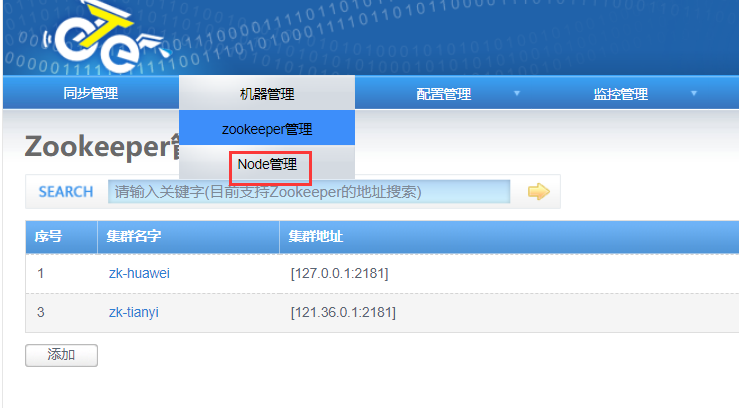 eTe
同步管理 机器管理 配置管理 监控管理
zookeeper管理
Zookeeper
Node管理
SEARCH 请输入关键字(目前支持Zookeeper的地址搜索)
序号 集群名字 集群地址
1 zk-huawei [127.0.0.1:2181]
3 zk-tianyi [121.36.0.1:2181]
添加